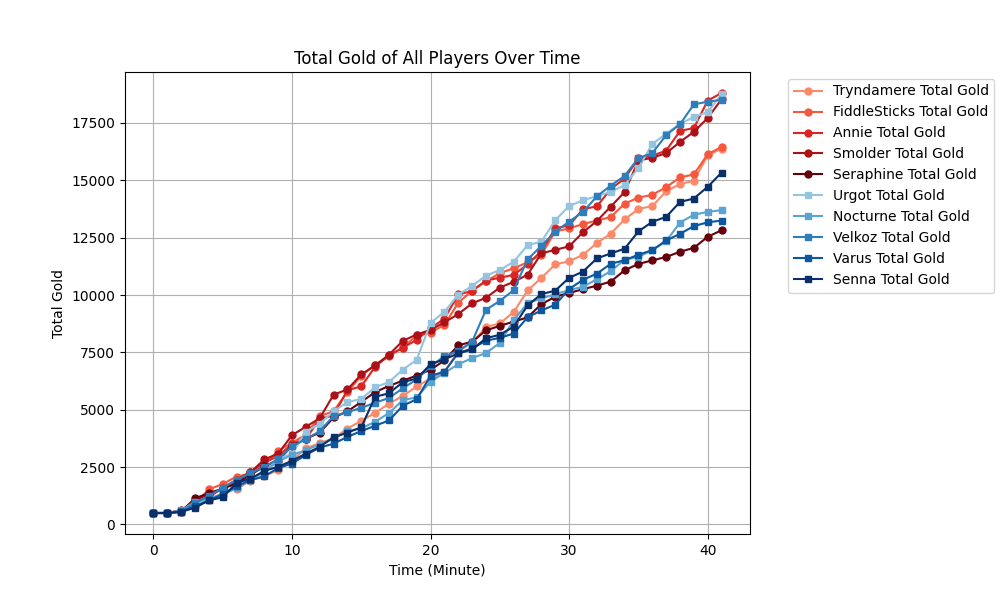 Total Gold of All Players Over Time
Total Gold
17500
15000
12500
10000
7500
5000
2500
0
0 10 20 30 40
Time (Minute)
Tryndamere Total Gold
FiddleSticks Total Gold
Annie Total Gold
Smolder Total Gold
Seraphine Total Gold
Urgot Total Gold
Nocturne Total Gold
Velkoz Total Gold
Varus Total Gold
Senna Total Gold